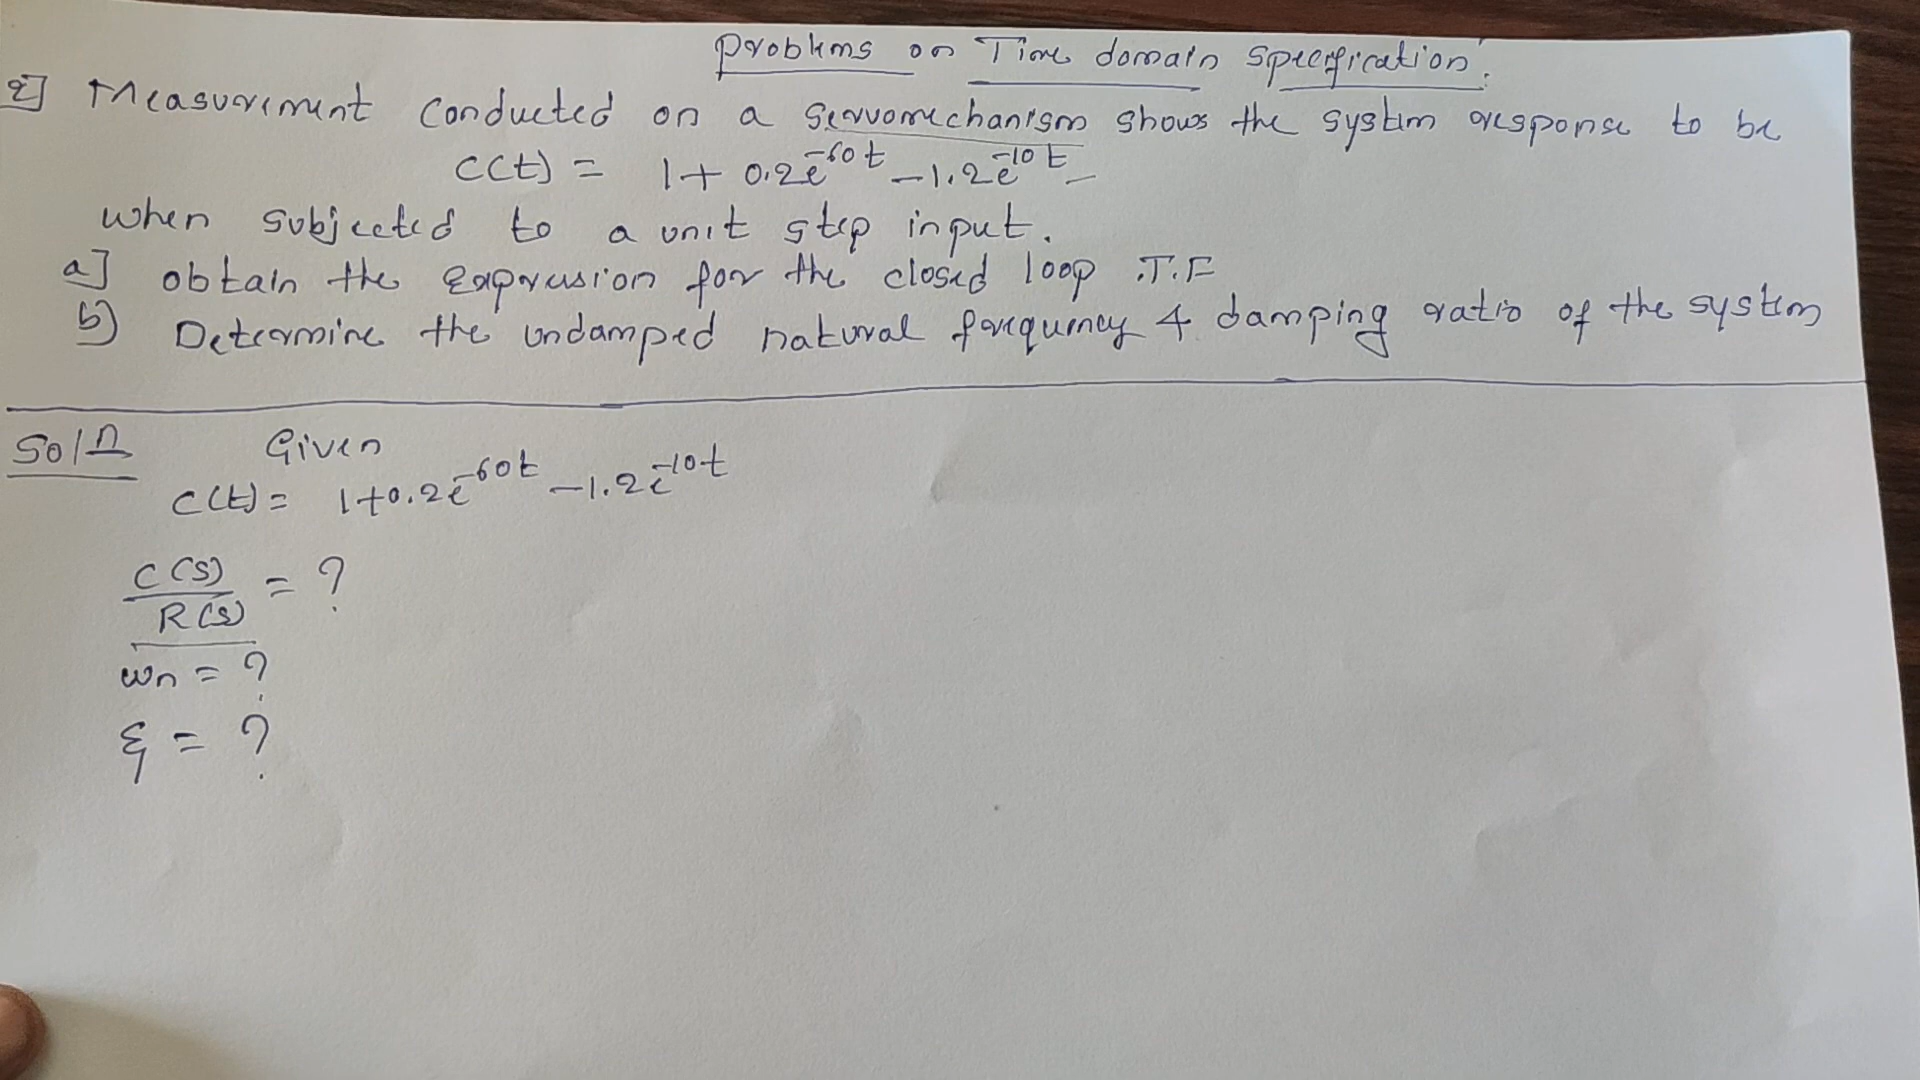 Problems on Time domain Specification.
2] Measurement conducted on a servomechanism shows the system response to be
C(t) = 1 + 0.2e^-60t - 1.2e^-10t
when subjected to a unit step input.
a] obtain the expression for the closed loop T.F
b) Determine the undamped natural frequency & damping ratio of the system
Soln Given
C(t) = 1+0.2e^-60t - 1.2e^-10t
C(S)
R(S) = ?
wn = ?
ξ = ?